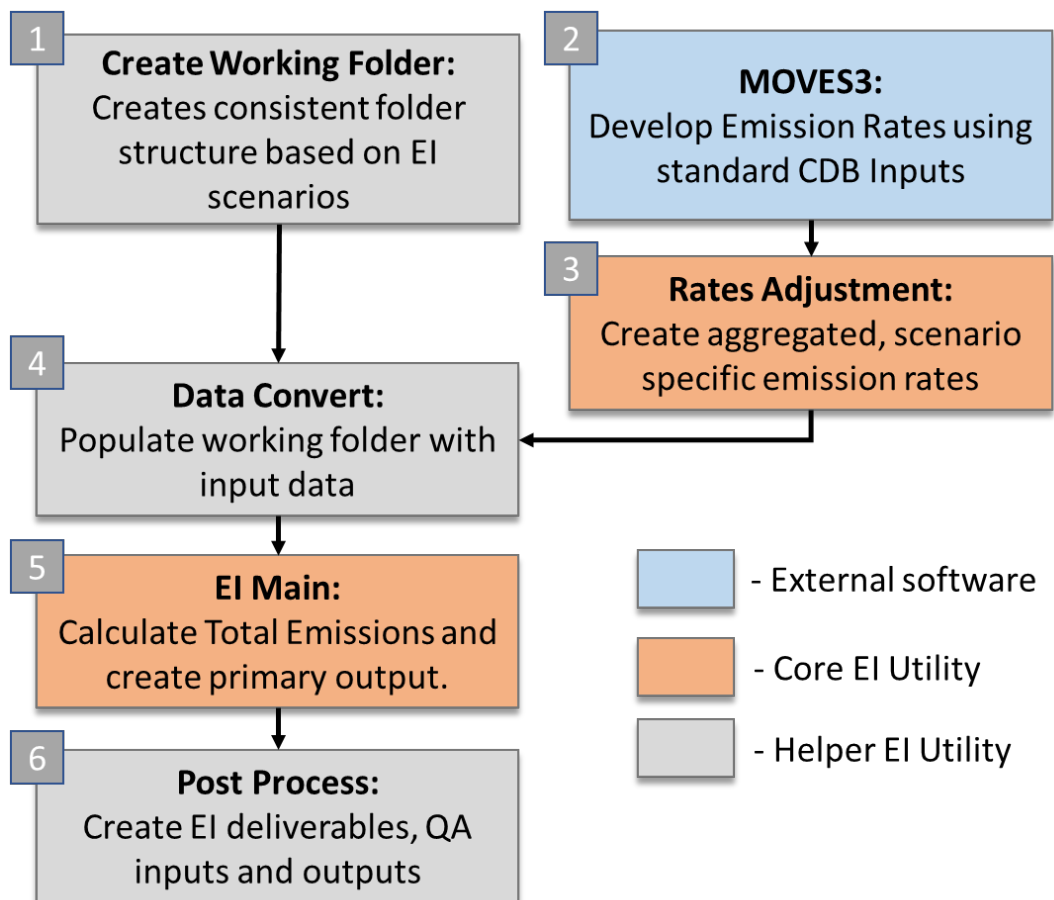 1
Create Working Folder:
Creates consistent folder
structure based on EI
scenarios
2
MOVES3:
Develop Emission Rates using
standard CDB Inputs
3
Rates Adjustment:
Create aggregated, scenario
specific emission rates
4
Data Convert:
Populate working folder with
input data
5
EI Main:
Calculate Total Emissions and
create primary output.
6
Post Process:
Create EI deliverables, QA
inputs and outputs
- External software
- Core EI Utility
- Helper EI Utility